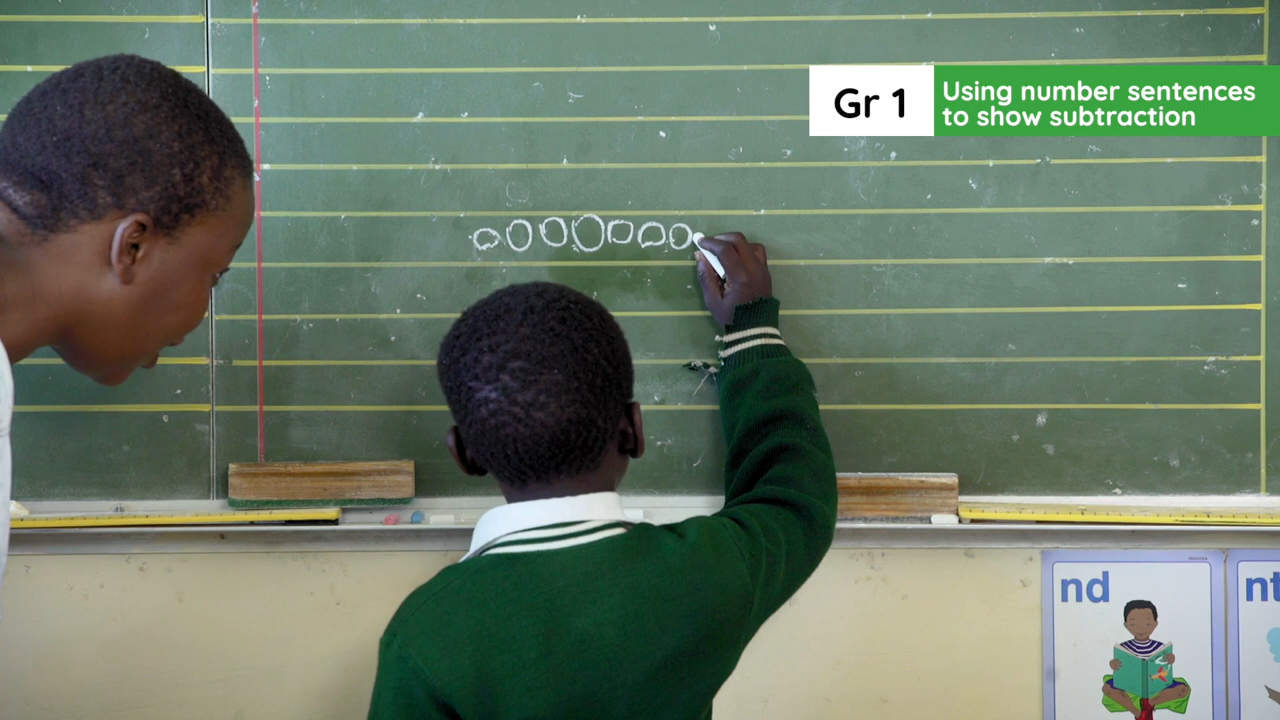 Gr 1
Using number sentences
to show subtraction
nd
nt